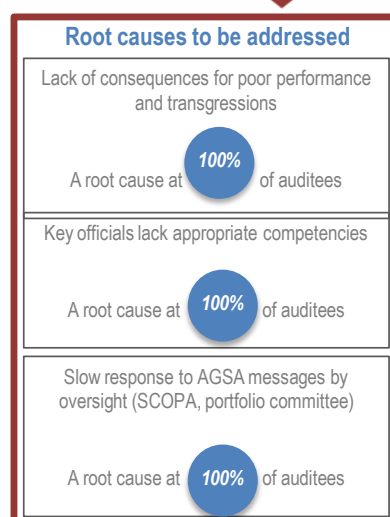 Root causes to be addressed
Lack of consequences for poor performance
and transgressions
A root cause at 100% of auditees
Key officials lack appropriate competencies
A root cause at 100% of auditees
Slow response to AGSA messages by
oversight (SCOPA, portfolio committee)
A root cause at 100% of auditees